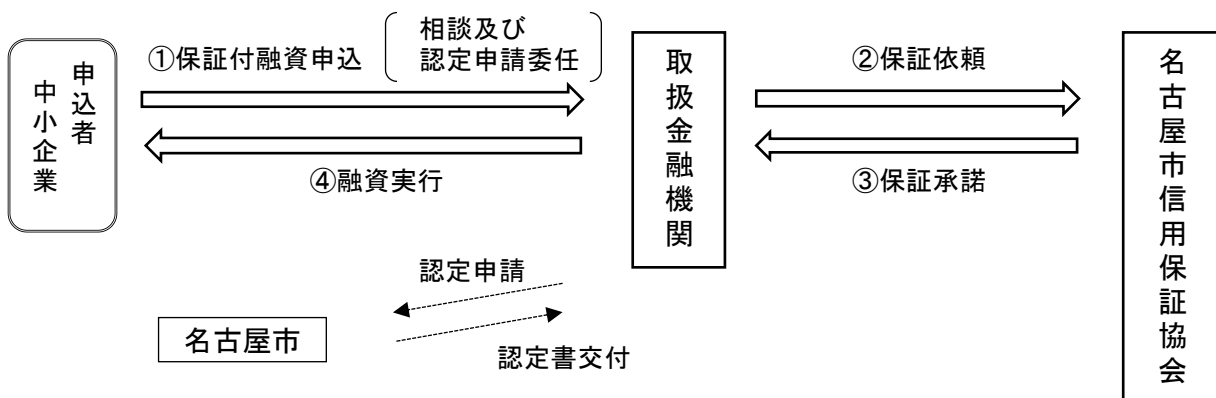 申込者
中小企業
①保証付融資申込
相談及び
認定申請委任
取扱金融機関
②保証依頼
名古屋市信用保証協会
④融資実行
③保証承諾
認定申請
名古屋市
認定書交付